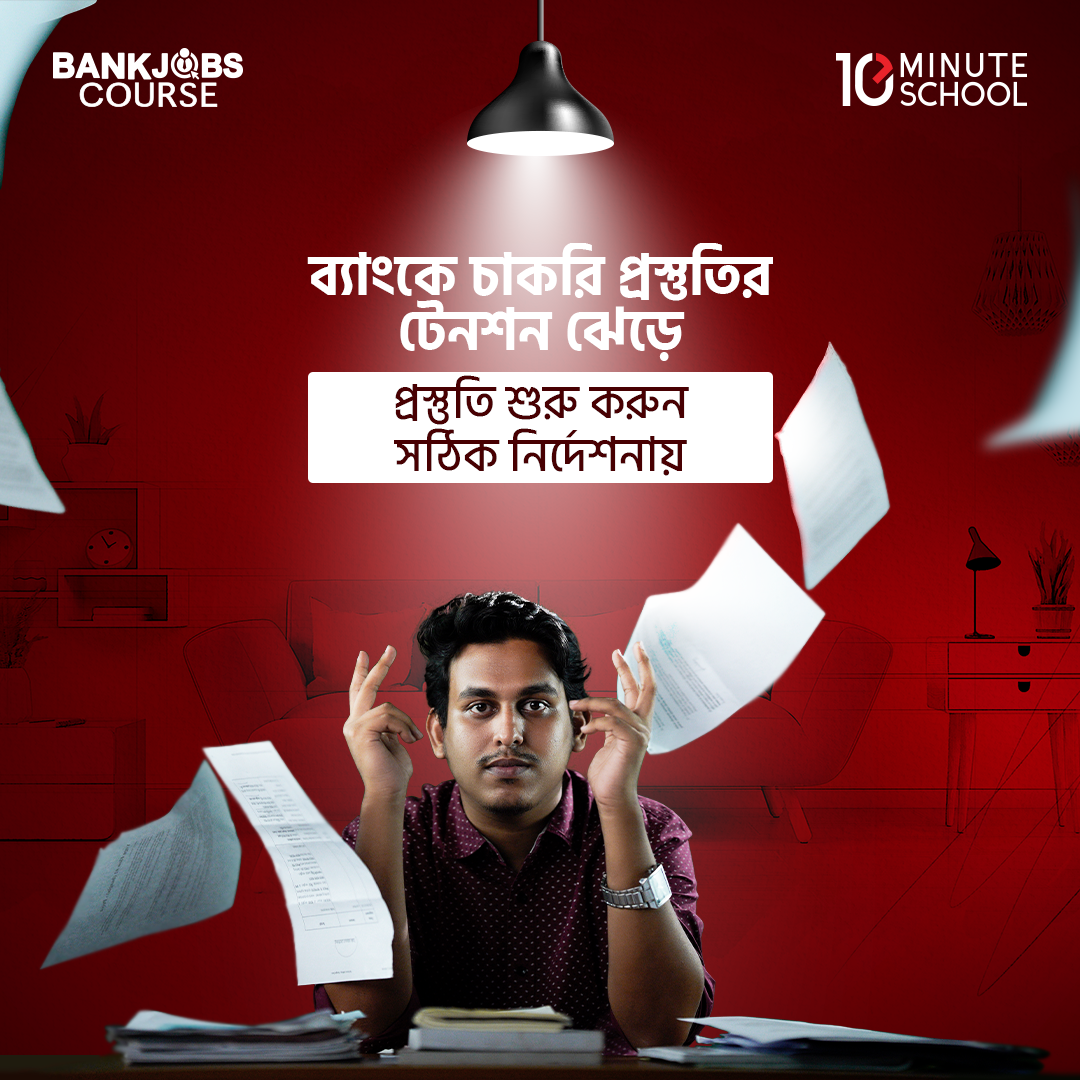 BANKJOBS
COURSE
10 MINUTE
SCHOOL
ব্যাংকে চাকরি প্রস্তুতির
টেনশন ঝেড়ে
প্রস্তুতি শুরু করুন
সঠিক নির্দেশনায়